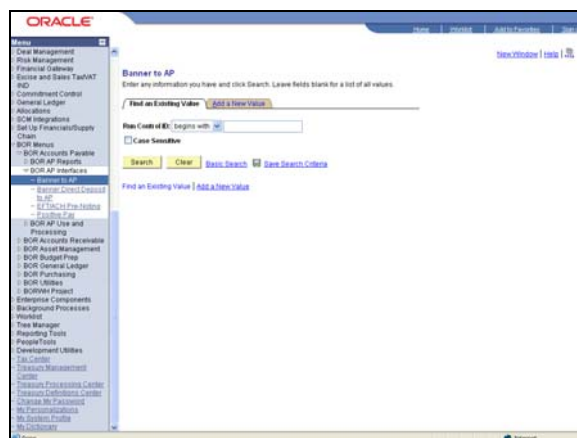 ORACLE
Home
Worklist
Add to Favorites
Sign
Menu
New Window | Help
Deal Management
Risk Management
Financial Gateway
Excise and Sales Tax/VAT
IND
Commitment Control
General Ledger
Allocations
SCM Integrations
Set Up Financials/Supply
Chain
BOR Menus
BOR Accounts Payable
BOR AP Reports
BOR AP Interfaces
- Banner to AP
- Banner Direct Deposit
to AP
- EFT/ACH Pre-Noting
- Positive Pay
BOR AP Use and
Processing
BOR Accounts Receivable
BOR Asset Management
BOR Budget Prep
BOR General Ledger
BOR Purchasing
BOR Utilities
BORWH Project
Enterprise Components
Background Processes
Worklist
Tree Manager
Reporting Tools
PeopleTools
Development Utilities
- Tax Center
- Treasury Management
Center
- Treasury Processing Center
- Treasury Definitions Center
- Change My Password
- My Personalizations
- My System Profile
- My Dictionary
Banner to AP
Enter any information you have and click Search. Leave fields blank for a list of all values.
Find an Existing Value
Add a New Value
Run Control ID: begins with
Case Sensitive
Search
Clear
Basic Search
Save Search Criteria
Find an Existing Value | Add a New Value
Internet